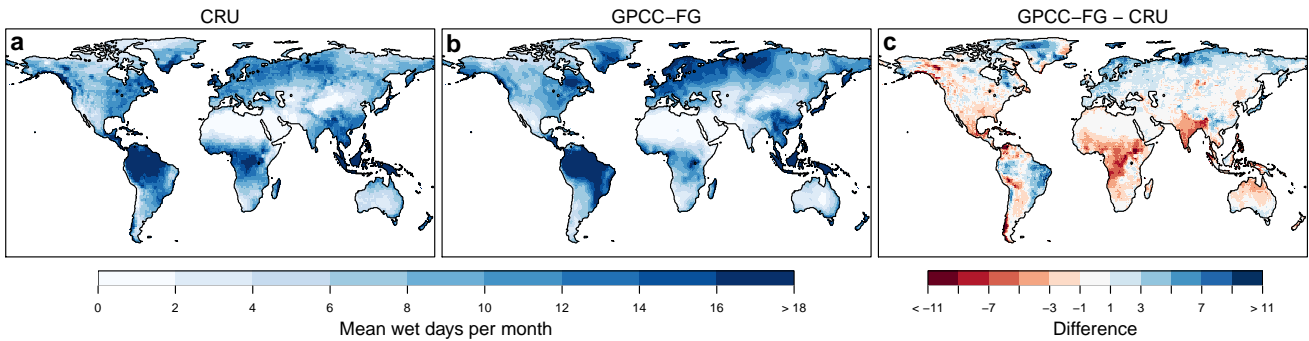 CRU
GPCC−FG
GPCC−FG − CRU
a
b
c
0 2 4 6 8 10 12 14 16 > 18
< −11 −7 −3 −1 1 3 7 > 11
Mean wet days per month
Difference